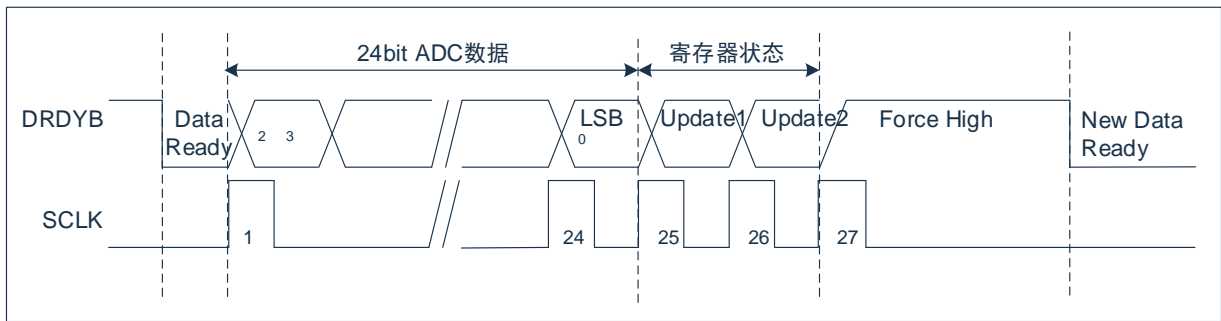 24bit ADC数据 寄存器状态
DRDYB Data Ready 2 3 LSB 0 Update1 Update2 Force High New Data Ready
SCLK 1 24 25 26 27